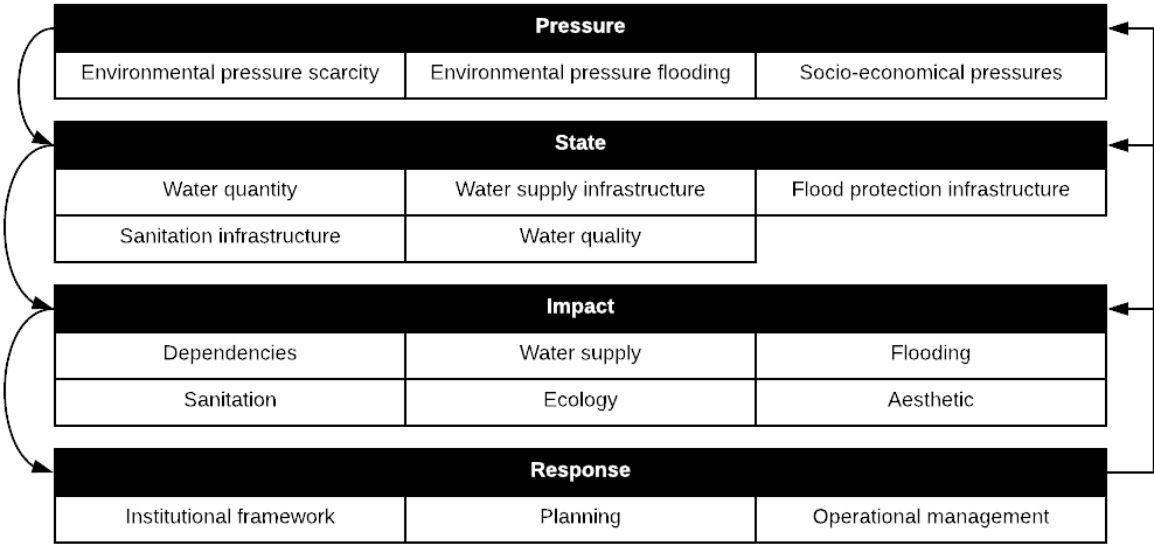 Pressure
Environmental pressure scarcity Environmental pressure flooding Socio-economical pressures
State
Water quantity Water supply infrastructure Flood protection infrastructure
Sanitation infrastructure Water quality
Impact
Dependencies Water supply Flooding
Sanitation Ecology Aesthetic
Response
Institutional framework Planning Operational management